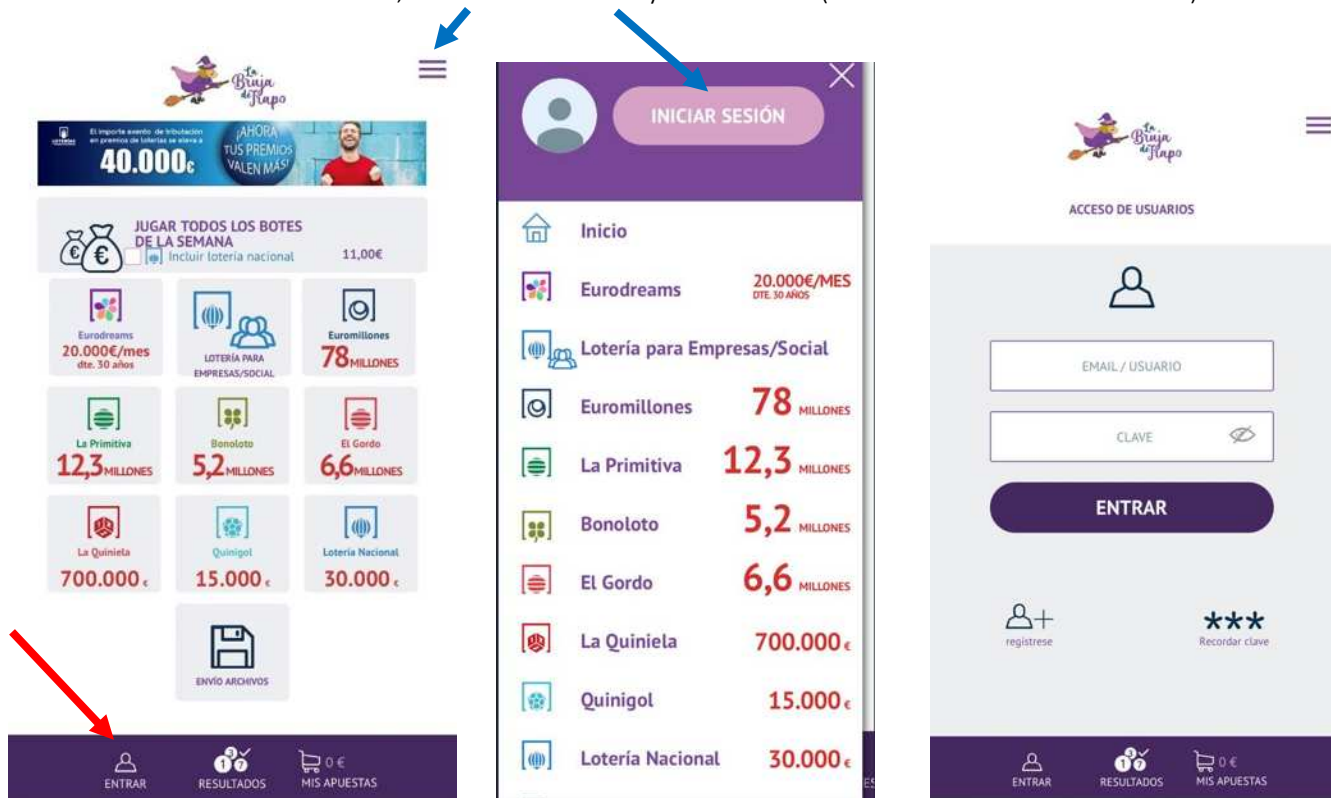 La
Bruja
de Flapo
LOTERÍAS
El importe exento de tributación
en premios de loterías se eleva a
40.000€
¡AHORA
TUS PREMIOS
VALEN MÁS!
JUGAR TODOS LOS BOTES
DE LA SEMANA
Incluir lotería nacional
11,00€
Eurodreams
20.000€/mes
dte. 30 años
LOTERÍA PARA
EMPRESAS/SOCIAL
Euromillones
78 MILLONES
La Primitiva
12,3 MILLONES
Bonoloto
5,2 MILLONES
El Gordo
6,6 MILLONES
La Quiniela
700.000 €
Quinigol
15.000 €
Lotería Nacional
30.000 €
ENVÍO ARCHIVOS
ENTRAR
RESULTADOS
0 €
MIS APUESTAS
INICIAR SESIÓN
Inicio
Eurodreams
20.000€/MES
DTE. 30 AÑOS
Lotería para Empresas/Social
Euromillones
78 MILLONES
La Primitiva
12,3 MILLONES
Bonoloto
5,2 MILLONES
El Gordo
6,6 MILLONES
La Quiniela
700.000 €
Quinigol
15.000 €
Lotería Nacional
30.000 €
La
Bruja
de Flapo
ACCESO DE USUARIOS
EMAIL / USUARIO
CLAVE
ENTRAR
registrese
***
Recordar clave
ENTRAR
RESULTADOS
0 €
MIS APUESTAS